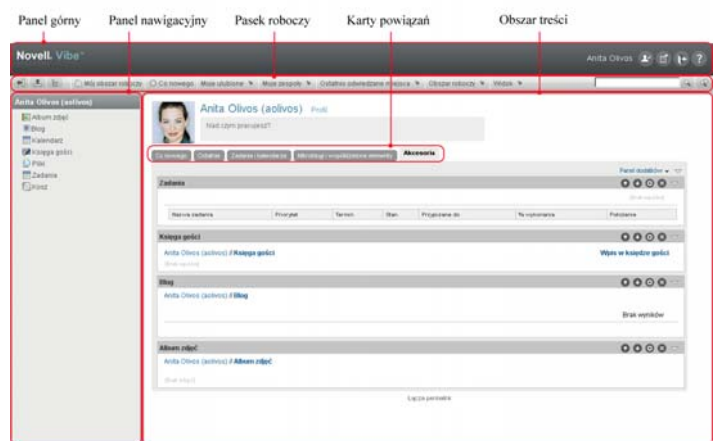 Panel górny Panel nawigacyjny Pasek roboczy Karty powiązań Obszar treści
Novell. Vibe
Anita Olivos
Mój obszar roboczy Co nowego Moje ulubione Moje zespoły Ostatnio odwiedzane miejsca Obszar roboczy Widok
Anita Olivos (aolivos)
Album zdjęć
Blog
Kalendarz
Księga gości
Pliki
Zadania
Kosz
Anita Olivos (aolivos) Profil
Nad czym pracujesz?
Co nowego Ostatnie Zadania i kalendarze Mikroblogi i współdzielone elementy Akcesoria
Panel dodatków
Zadania
Nazwa zadania Priorytet Termin Stan Przypisane do % wykonania Położenie
Księga gości
Anita Olivos (aolivos) // Księga gości
Wpis w księdze gości
Blog
Anita Olivos (aolivos) // Blog
Brak wyników
Album zdjęć
Anita Olivos (aolivos) // Album zdjęć